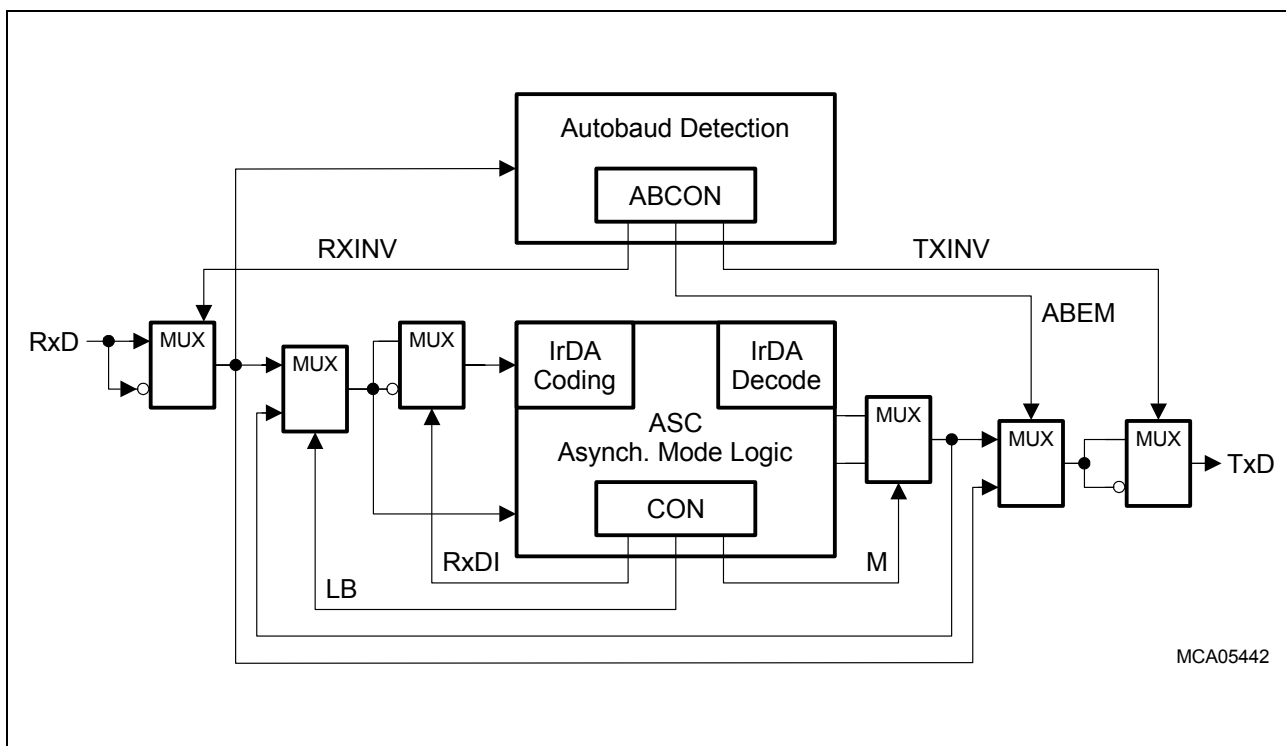 Autobaud Detection
ABCON
RXINV
TXINV
ABEM
RxD
MUX
MUX
MUX
IrDA
Coding
IrDA
Decode
ASC
Asynch. Mode Logic
CON
MUX
MUX
MUX
TxD
RxDI
LB
M
MCA05442